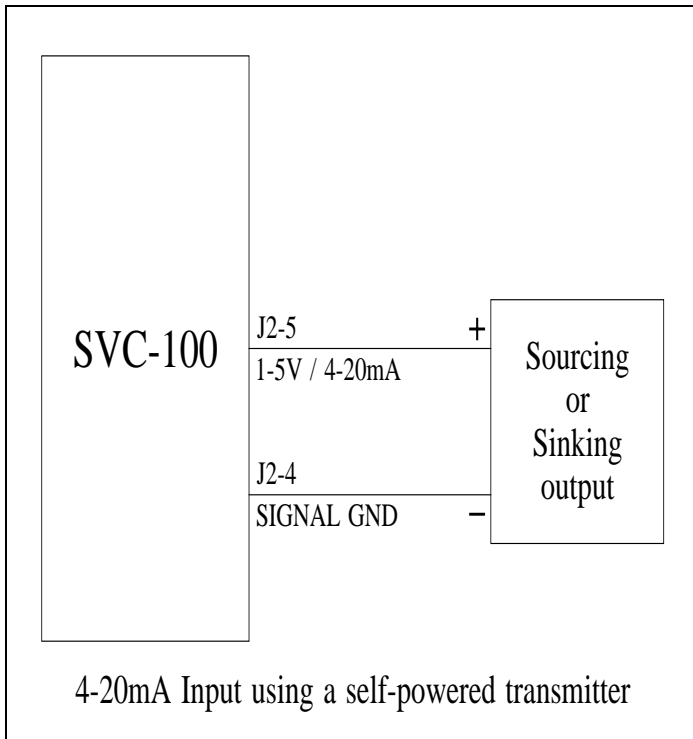 SVC-100
J2-5
+
1-5V / 4-20mA
J2-4
SIGNAL GND
−
Sourcing
or
Sinking
output
4-20mA Input using a self-powered transmitter